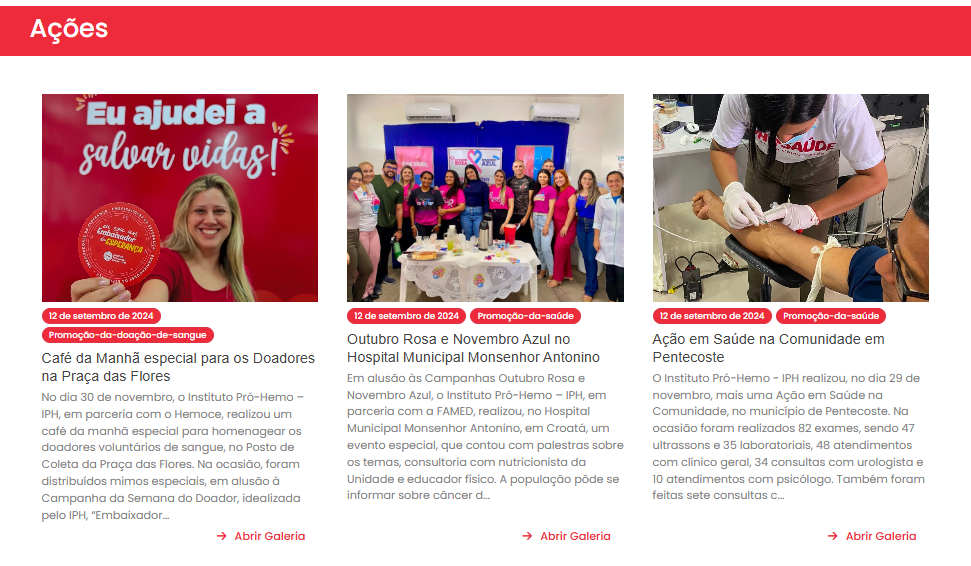 Ações
Eu ajudei a
salvar vidas!
eu sou um
Embaixador
da ESPERANÇA
12 de setembro de 2024
Promoção-da-doação-de-sangue
Café da Manhã especial para os Doadores
na Praça das Flores
No dia 30 de novembro, o Instituto Pró-Hemo –
IPH, em parceria com o Hemoce, realizou um
café da manhã especial para homenagear os
doadores voluntários de sangue, no Posto de
Coleta da Praça das Flores. Na ocasião, foram
distribuídos mimos especiais, em alusão à
Campanha da Semana do Doador, idealizada
pelo IPH, “Embaixador...
Abrir Galeria
ROSA
AZUL
12 de setembro de 2024
Promoção-da-saúde
Outubro Rosa e Novembro Azul no
Hospital Municipal Monsenhor Antonino
Em alusão às Campanhas Outubro Rosa e
Novembro Azul, o Instituto Pró-Hemo – IPH, em
parceria com a FAMED, realizou, no Hospital
Municipal Monsenhor Antonino, em Croatá, um
evento especial, que contou com palestras sobre
os temas, consultoria com nutricionista da
Unidade e educador físico. A população pôde se
informar sobre câncer d...
Abrir Galeria
SAÚDE
12 de setembro de 2024
Promoção-da-saúde
Ação em Saúde na Comunidade em
Pentecoste
O Instituto Pró-Hemo - IPH realizou, no dia 29 de
novembro, mais uma Ação em Saúde na
Comunidade, no município de Pentecoste. Na
ocasião foram realizados 82 exames, sendo 47
ultrassons e 35 laboratoriais, 48 atendimentos
com clínico geral, 34 consultas com urologista e
10 atendimentos com psicólogo. Também foram
feitas sete consultas c...
Abrir Galeria